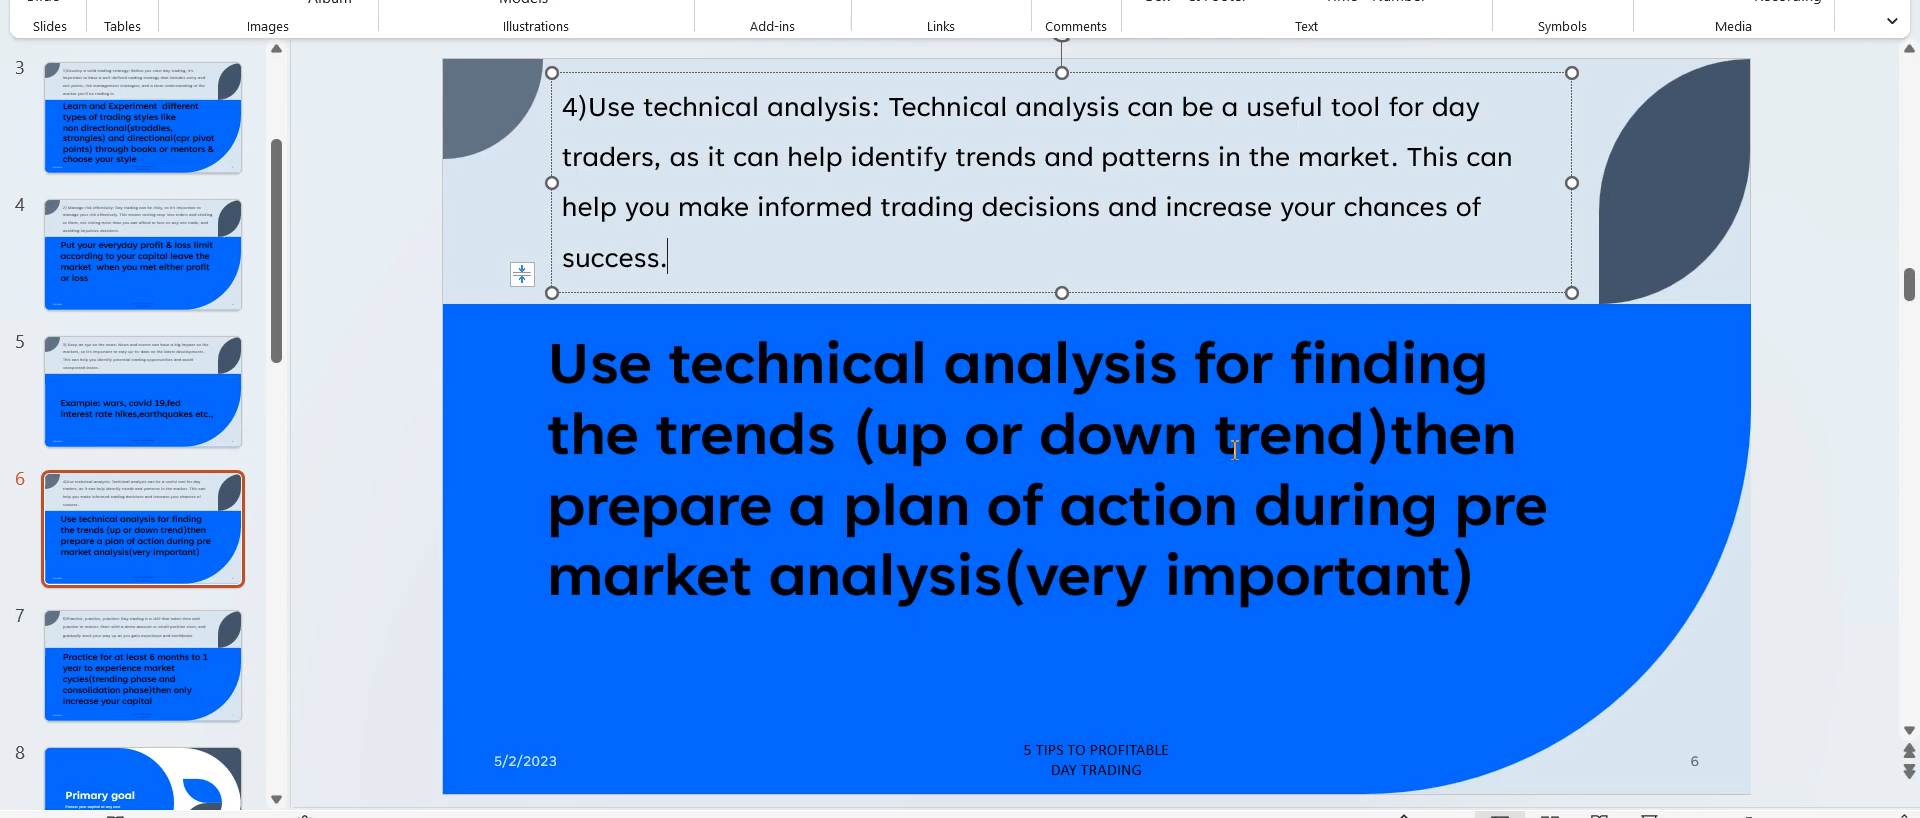 Slides
Tables
Images
Illustrations
Add-ins
Links
Comments
Text
Symbols
Media
3
Learn and Experiment different
types of trading styles like
non directional(straddles,
strangles) and directional(cpr pivot
points) through books or mentors &
choose your style
4
Put your everyday profit & loss limit
according to your capital leave the
market when you met either profit
or loss
5
Example: wars, covid 19,fed
interest rate hikes,earthquakes etc.,
6
Use technical analysis for finding
the trends (up or down trend)then
prepare a plan of action during pre
market analysis(very important)
7
Practice for at least 6 months to 1
year to experience market
cycles(trending phase and
consolidation phase)then only
increase your capital
8
Primary goal
4)Use technical analysis: Technical analysis can be a useful tool for day
traders, as it can help identify trends and patterns in the market. This can
help you make informed trading decisions and increase your chances of
success.
Use technical analysis for finding
the trends (up or down trend)then
prepare a plan of action during pre
market analysis(very important)
5/2/2023
5 TIPS TO PROFITABLE
DAY TRADING
6